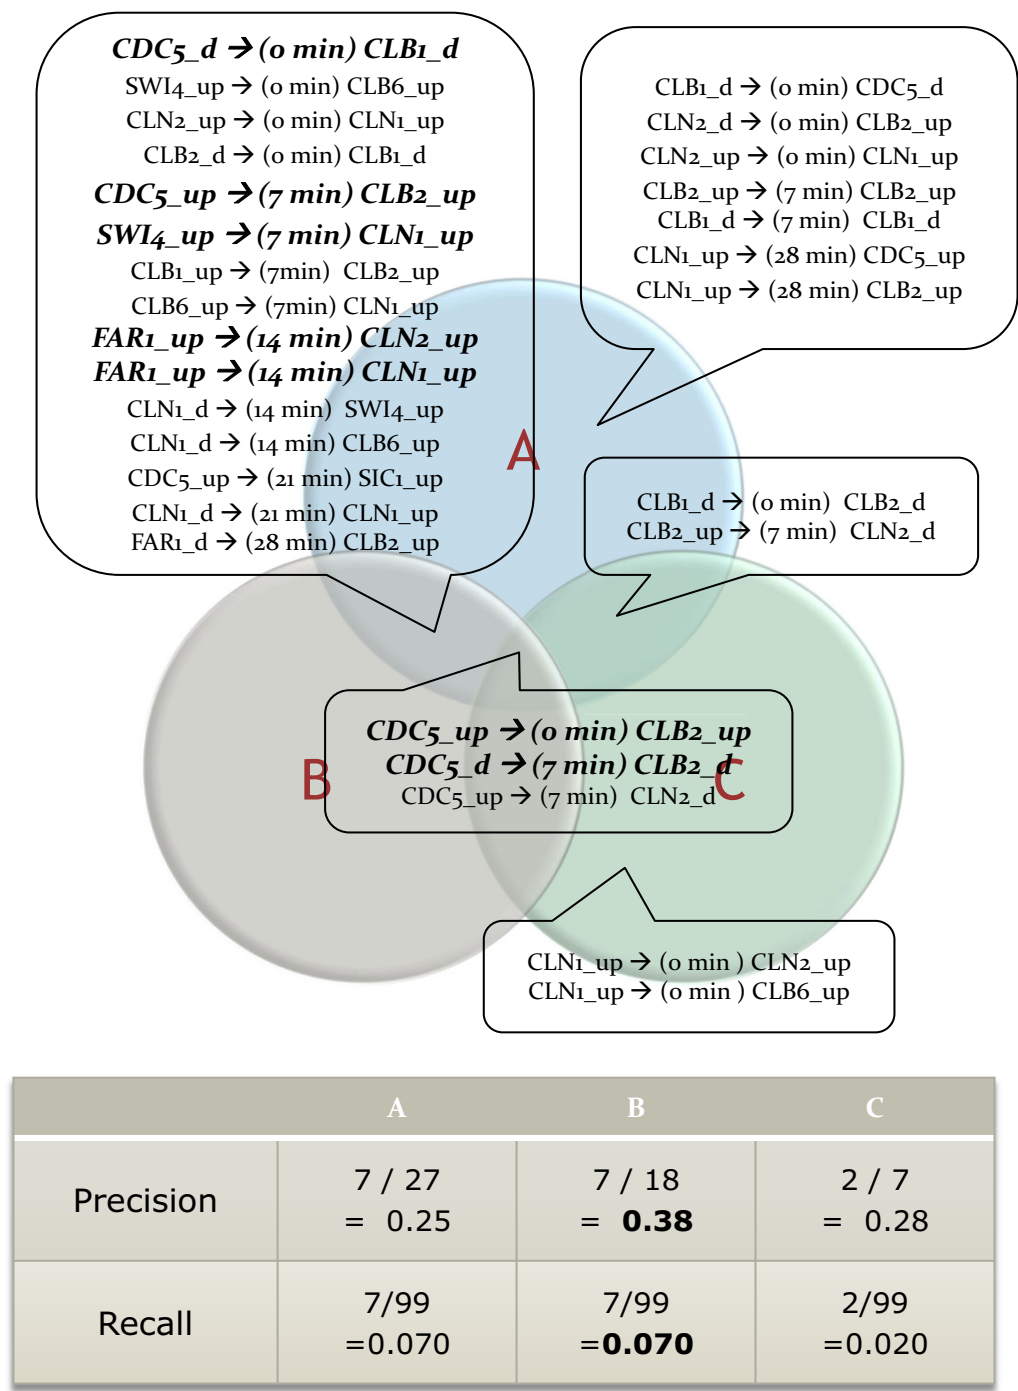 CDC5_d → (0 min) CLB1_d
SWI4_up → (0 min) CLB6_up
CLN2_up → (0 min) CLN1_up
CLB2_d → (0 min) CLB1_d
CDC5_up → (7 min) CLB2_up
SWI4_up → (7 min) CLN1_up
CLB1_up → (7min) CLB2_up
CLB6_up → (7min) CLN1_up
FAR1_up → (14 min) CLN2_up
FAR1_up → (14 min) CLN1_up
CLN1_d → (14 min) SWI4_up
CLN1_d → (14 min) CLB6_up
CDC5_up → (21 min) SIC1_up
CLN1_d → (21 min) CLN1_up
FAR1_d → (28 min) CLB2_up
CLB1_d → (0 min) CDC5_d
CLN2_d → (0 min) CLB2_up
CLN2_up → (0 min) CLN1_up
CLB2_up → (7 min) CLB2_up
CLB1_d → (7 min) CLB1_d
CLN1_up → (28 min) CDC5_up
CLN1_up → (28 min) CLB2_up
A
CLB1_d → (0 min) CLB2_d
CLB2_up → (7 min) CLN2_d
B
CDC5_up → (0 min) CLB2_up
CDC5_d → (7 min) CLB2_d
CDC5_up → (7 min) CLN2_d
C
CLN1_up → (0 min ) CLN2_up
CLN1_up → (0 min ) CLB6_up
A B C
Precision
7 / 27
= 0.25
7 / 18
= 0.38
2 / 7
= 0.28
Recall
7/99
=0.070
7/99
=0.070
2/99
=0.020